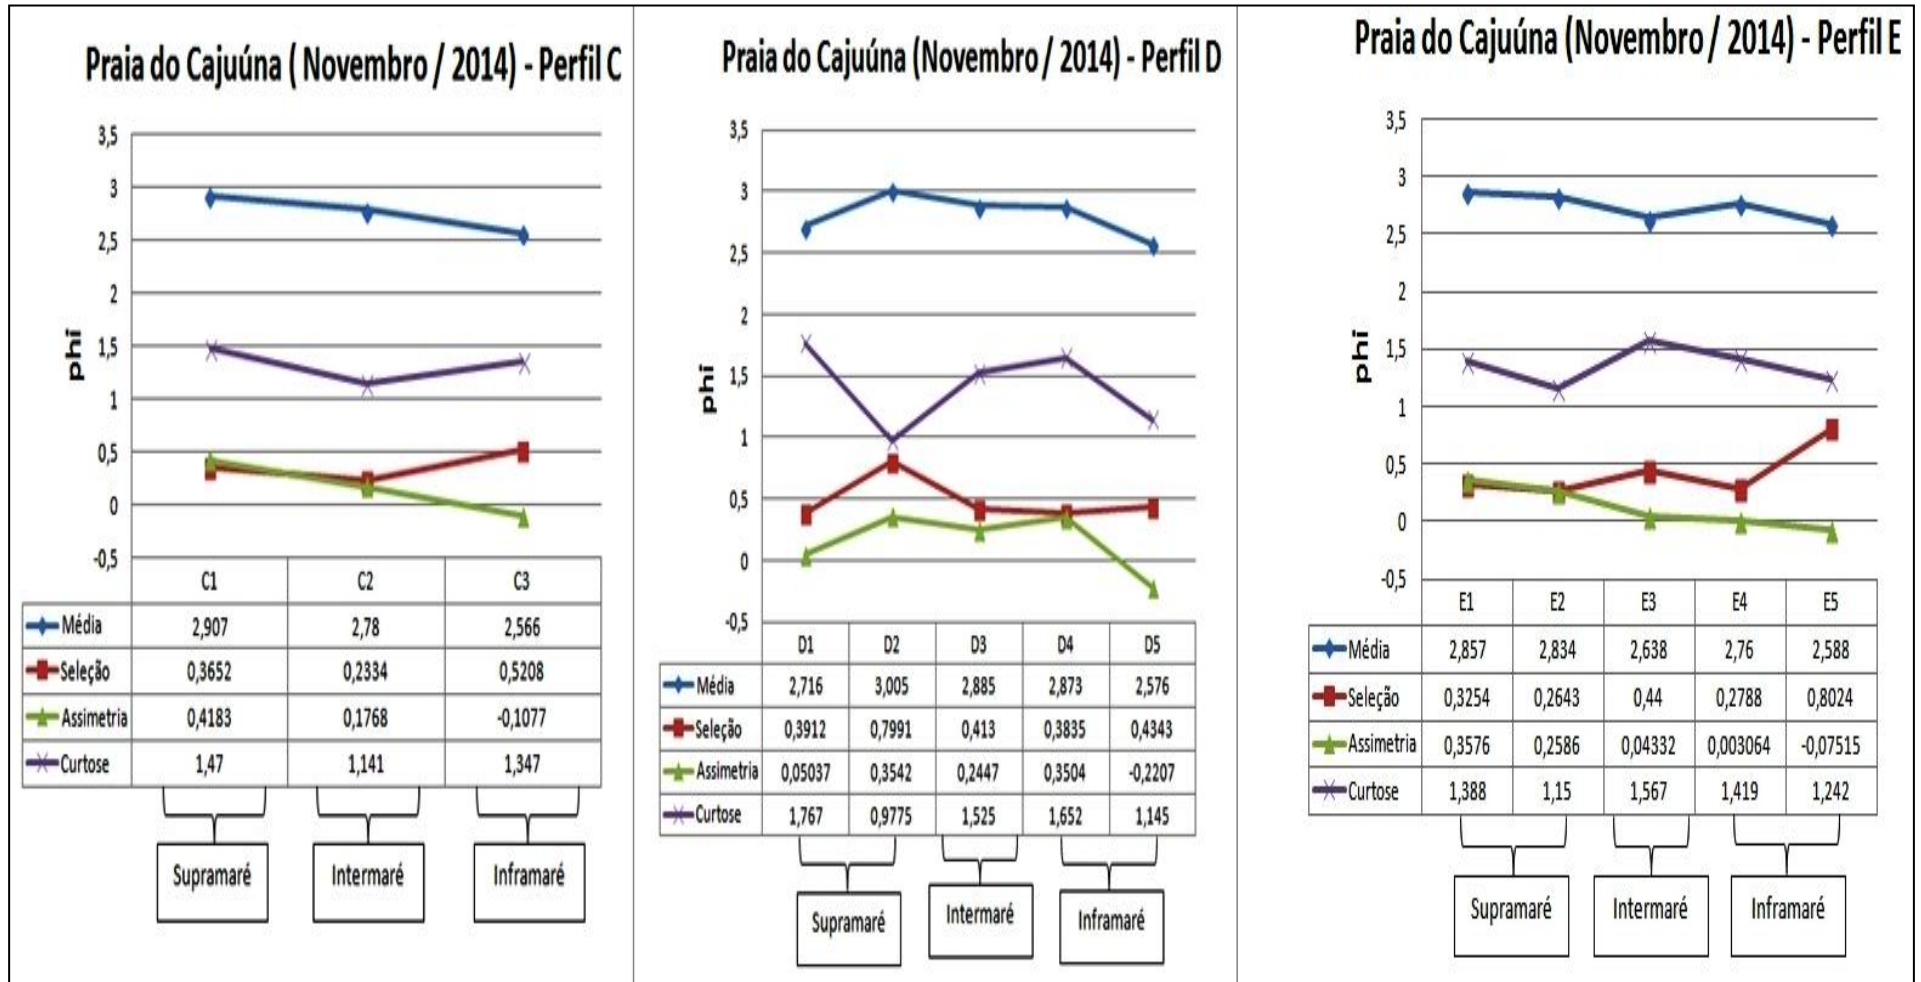 Praia do Cajuúna ( Novembro / 2014) - Perfil C
3,5
3
2,5
2
1,5
1
0,5
0
-0,5
phi
C1 C2 C3
Média 2,907 2,78 2,566
Seleção 0,3652 0,2334 0,5208
Assimetria 0,4183 0,1768 -0,1077
Curtose 1,47 1,141 1,347
Supramaré Intermaré Inframaré
Praia do Cajuúna (Novembro / 2014) - Perfil D
3,5
3
2,5
2
1,5
1
0,5
0
-0,5
phi
D1 D2 D3 D4 D5
Média 2,716 3,005 2,885 2,873 2,576
Seleção 0,3912 0,7991 0,413 0,3835 0,4343
Assimetria 0,05037 0,3542 0,2447 0,3504 -0,2207
Curtose 1,767 0,9775 1,525 1,652 1,145
Supramaré Intermaré Inframaré
Praia do Cajuúna (Novembro / 2014) - Perfil E
3,5
3
2,5
2
1,5
1
0,5
0
-0,5
phi
E1 E2 E3 E4 E5
Média 2,857 2,834 2,638 2,76 2,588
Seleção 0,3254 0,2643 0,44 0,2788 0,8024
Assimetria 0,3576 0,2586 0,04332 0,003064 -0,07515
Curtose 1,388 1,15 1,567 1,419 1,242
Supramaré Intermaré Inframaré